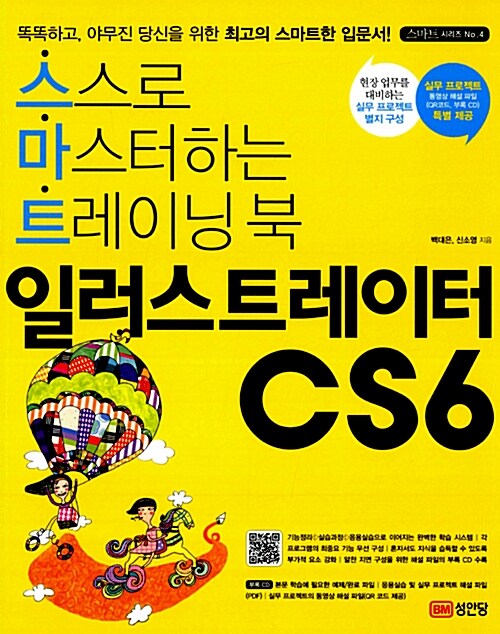 똑똑하고, 야무진 당신을 위한 최고의 스마트한 입문서!
스마트 시리즈 No.4
현장 업무를
대비하는
실무 프로젝트
별지 구성
실무 프로젝트
동영상 해설 파일
(QR코드, 부록 CD)
특별 제공
스스로
마스터하는
트레이닝 북
백대은, 신소영 지음
일러스트레이터
CS6
기능정리◇실습과정◇응용실습으로 이어지는 완벽한 학습 시스템 | 각
프로그램의 최중요 기능 우선 구성 | 혼자서도 지식을 습득할 수 있도록
부가적 요소 강화 | 알찬 지면 구성을 위한 해설 파일의 부록 CD 수록
부록 CD 본문 학습에 필요한 예제/완료 파일 | 응용실습 및 실무 프로젝트 해설 파일
(PDF) | 실무 프로젝트의 동영상 해설 파일(QR 코드 제공)
BM 성안당